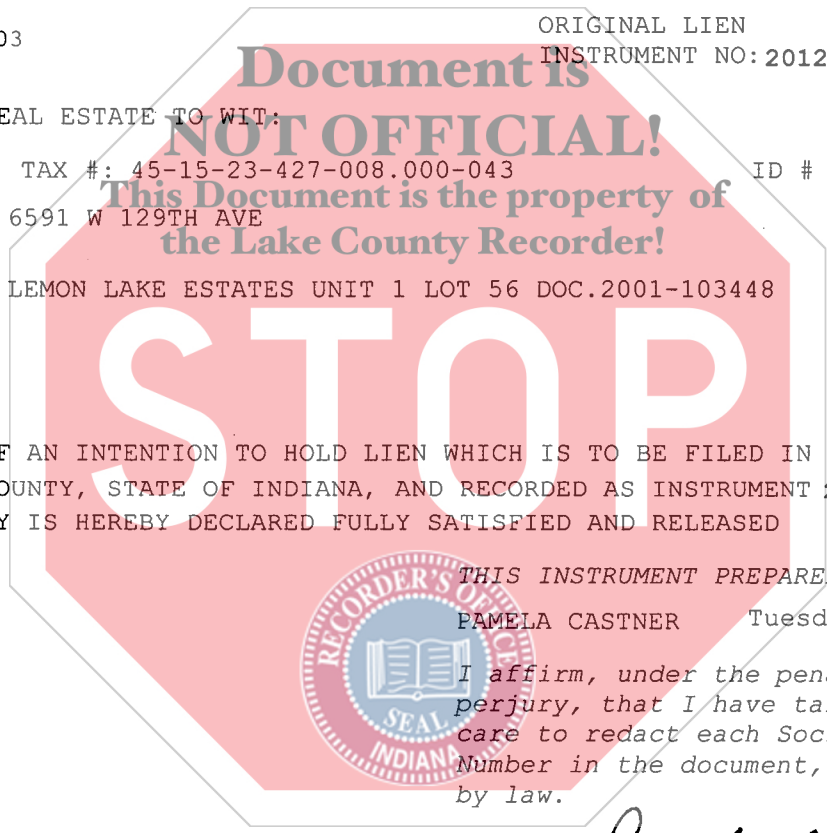 03
ORIGINAL LIEN
INSTRUMENT NO: 2012
Document is
NOT OFFICIAL!
This Document is the property of
the Lake County Recorder!
EAL ESTATE TO WIT:
TAX #: 45-15-23-427-008.000-043 ID #
6591 W 129TH AVE
LEMON LAKE ESTATES UNIT 1 LOT 56 DOC.2001-103448
STOP
F AN INTENTION TO HOLD LIEN WHICH IS TO BE FILED IN
OUNTY, STATE OF INDIANA, AND RECORDED AS INSTRUMENT 2
Y IS HEREBY DECLARED FULLY SATISFIED AND RELEASED
THIS INSTRUMENT PREPARE
PAMELA CASTNER Tuesd
I affirm, under the pena
perjury, that I have ta
care to redact each Soc
Number in the document,
by law.
RECORDER'S OFFICE
SEAL
INDIANA